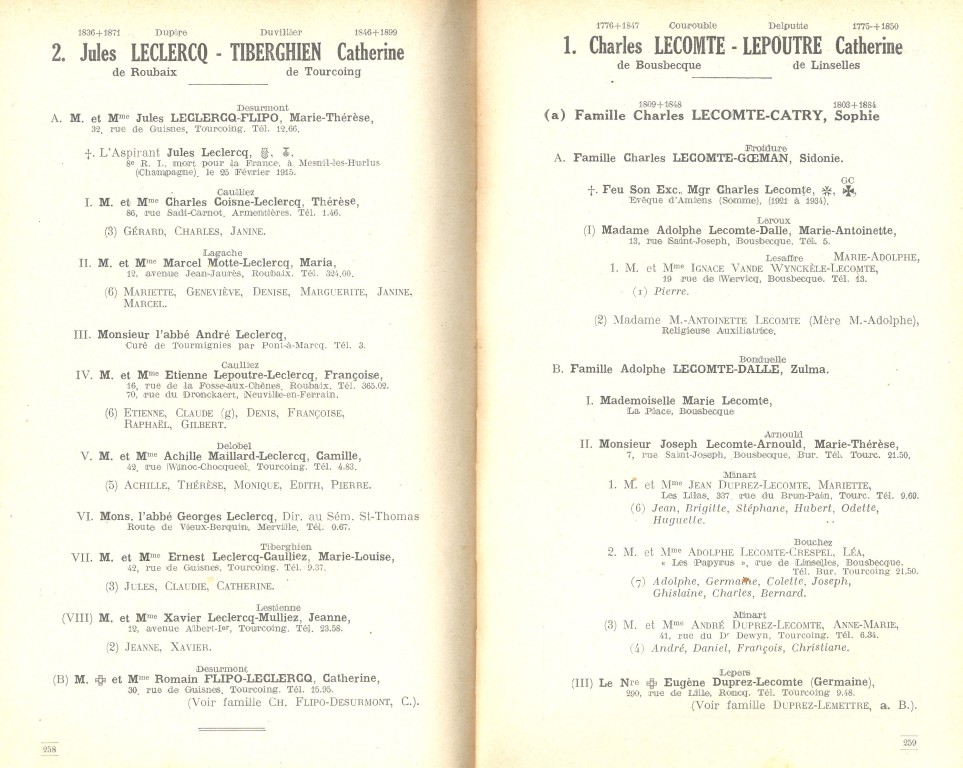 1836+1871 Dupire Duvillier 1846+1899
2. Jules LECLERCQ - TIBERGHIEN Catherine
de Roubaix de Tourcoing
Desurmont
A. M. et Mme Jules LECLERCQ-FLIPO, Marie-Thérèse,
32, rue de Guisnes, Tourcoing. Tél. 12.66.
†. L'Aspirant Jules Leclercq,
8e R. I., mort pour la France, à Mesnil-les-Hurlus
(Champagne), le 25 Février 1915.
Caulliez
I. M. et Mme Charles Coisne-Leclercq, Thérèse,
86, rue Sadi-Carnot, Armentières. Tél. 1.46.
(3) GÉRARD, CHARLES, JANINE.
Lagache
II. M. et Mme Marcel Motte-Leclercq, Maria,
12, avenue Jean-Jaurès, Roubaix. Tél. 324.00.
(6) MARIETTE, GENEVIÈVE, DENISE, MARGUERITE, JANINE,
MARCEL.
III. Monsieur l'abbé André Leclercq,
Curé de Tourmignies par Pont-à-Marcq. Tél. 3.
Caulliez
IV. M. et Mme Etienne Lepoutre-Leclercq, Françoise,
16, rue de la Fosse-aux-Chênes, Roubaix. Tél. 365.02.
70, rue du Dronckaert, Neuville-en-Ferrain.
(6) ETIENNE, CLAUDE (g), DENIS, FRANÇOISE,
RAPHAËL, GILBERT.
Delobel
V. M. et Mme Achille Maillard-Leclercq, Camille,
42, rue Winoc-Chocqueel, Tourcoing. Tél. 4.83.
(5) ACHILLE, THÉRÈSE, MONIQUE, EDITH, PIERRE.
VI. Mons. l'abbé Georges Leclercq, Dir. au Sém. St-Thomas
Route de Vieux-Berquin, Merville. Tél. 0.67.
Tiberghien
VII. M. et Mme Ernest Leclercq-Caulliez, Marie-Louise,
42, rue de Guisnes, Tourcoing. Tél. 9.37.
(3) JULES, CLAUDIE, CATHERINE.
Lestienne
(VIII) M. et Mme Xavier Leclercq-Mulliez, Jeanne,
12, avenue Albert-Ier, Tourcoing. Tél. 23.58.
(2) JEANNE, XAVIER.
Desurmont
(B) M. et Mme Romain FLIPO-LECLERCQ, Catherine,
30, rue de Guisnes, Tourcoing. Tél. 15.95.
(Voir famille CH. FLIPO-DESURMONT, C.).
258
1776+1847 Courouble Delputte 1775-+1850
1. Charles LECOMTE - LEPOUTRE Catherine
de Bousbecque de Linselles
1809+1848 1803+1884
(a) Famille Charles LECOMTE-CATRY, Sophie
Froidure
A. Famille Charles LECOMTE-GŒMAN, Sidonie.
GC
†. Feu Son Exc. Mgr Charles Lecomte,
Evêque d'Amiens (Somme), (1921 à 1934).
Leroux
(I) Madame Adolphe Lecomte-Dalle, Marie-Antoinette,
13, rue Saint-Joseph, Bousbecque. Tél. 5.
Lesaffre MARIE-ADOLPHE,
1. M. et Mme IGNACE VANDE WYNCKÈLE-LECOMTE,
19 rue de Wervicq, Bousbecque. Tél. 13.
(1) Pierre.
(2) Madame M.-ANTOINETTE LECOMTE (Mère M.-Adolphe),
Religieuse Auxiliatrice.
Bonduelle
B. Famille Adolphe LECOMTE-DALLE, Zulma.
I. Mademoiselle Marie Lecomte,
La Place, Bousbecque
Arnould
II. Monsieur Joseph Lecomte-Arnould, Marie-Thérèse,
7, rue Saint-Joseph, Bousbecque, Bur. Tél. Tourc. 21.50.
Minart
1. M. et Mme JEAN DUPREZ-LECOMTE, MARIETTE,
Les Lilas, 337, rue du Brun-Pain, Tourc. Tél. 9.69.
(6) Jean, Brigitte, Stéphane, Hubert, Odette,
Huguette.
Bouchez
2. M. et Mme ADOLPHE LECOMTE-CRESPEL, LÉA,
« Les Papyrus », rue de Linselles, Bousbecque.
Tél. Bur. Tourcoing 21.50.
(7) Adolphe, Germaine, Colette, Joseph,
Ghislaine, Charles, Bernard.
Minart
(3) M. et Mme ANDRÉ DUPREZ-LECOMTE, ANNE-MARIE,
41, rue du Dr Dewyn, Tourcoing. Tél. 6.34.
(4) André, Daniel, François, Christiane.
Lepers
(III) Le Nre Eugène Duprez-Lecomte (Germaine),
290, rue de Lille, Roncq. Tél. Tourcoing 9.48.
(Voir famille DUPREZ-LEMETTRE, a. B.).
259